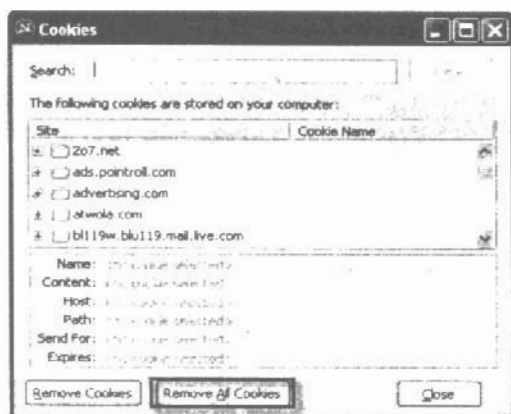 Cookies
Search:
The following cookies are stored on your computer:
Site Cookie Name
2o7.net
ads.pointroll.com
advertising.com
atwola.com
bl119w.blu119.mail.live.com
Name:
Content:
Host:
Path:
Send For:
Expires:
Remove Cookies Remove All Cookies Close